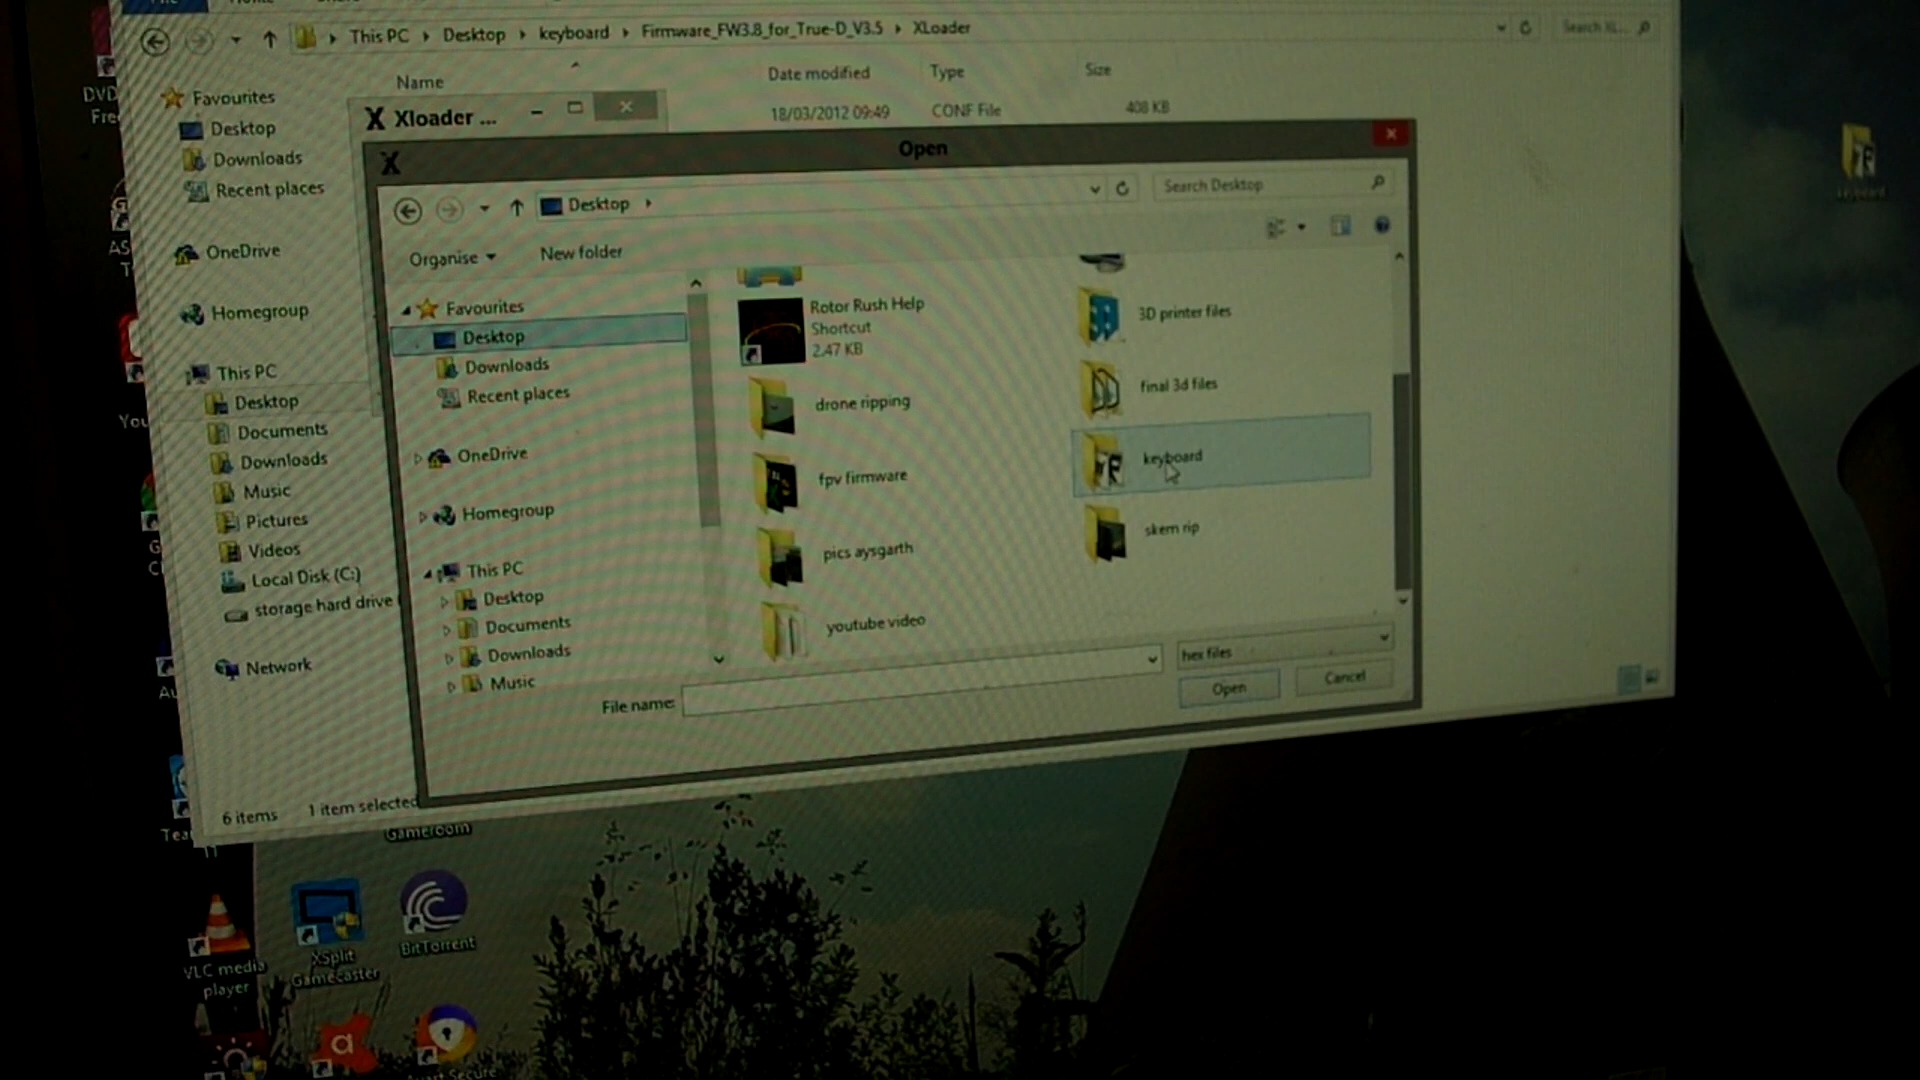 This PC > Desktop > keyboard > Firmware_FW3.8_for_True-D_V3.5 > XLoader
Name Date modified Type Size
18/03/2012 09:49 CONF File 408 KB
Favourites
Desktop
Downloads
Recent places
OneDrive
Homegroup
This PC
Desktop
Documents
Downloads
Music
Pictures
Videos
Local Disk (C:)
storage hard drive
Network
6 items 1 item selected
X Xloader ...
X Open
Desktop >
Search Desktop
Organise New folder
Favourites
Desktop
Downloads
Recent places
OneDrive
Homegroup
This PC
Desktop
Documents
Downloads
Music
Rotor Rush Help
Shortcut
2.47 KB
drone ripping
fpv firmware
pics aysgarth
youtube video
3D printer files
final 3d files
keyboard
skem rip
File name:
hex files
Open Cancel
keyboard
DVD
Gameroom
VLC media
player
XSplit
Gamecaster
BitTorrent